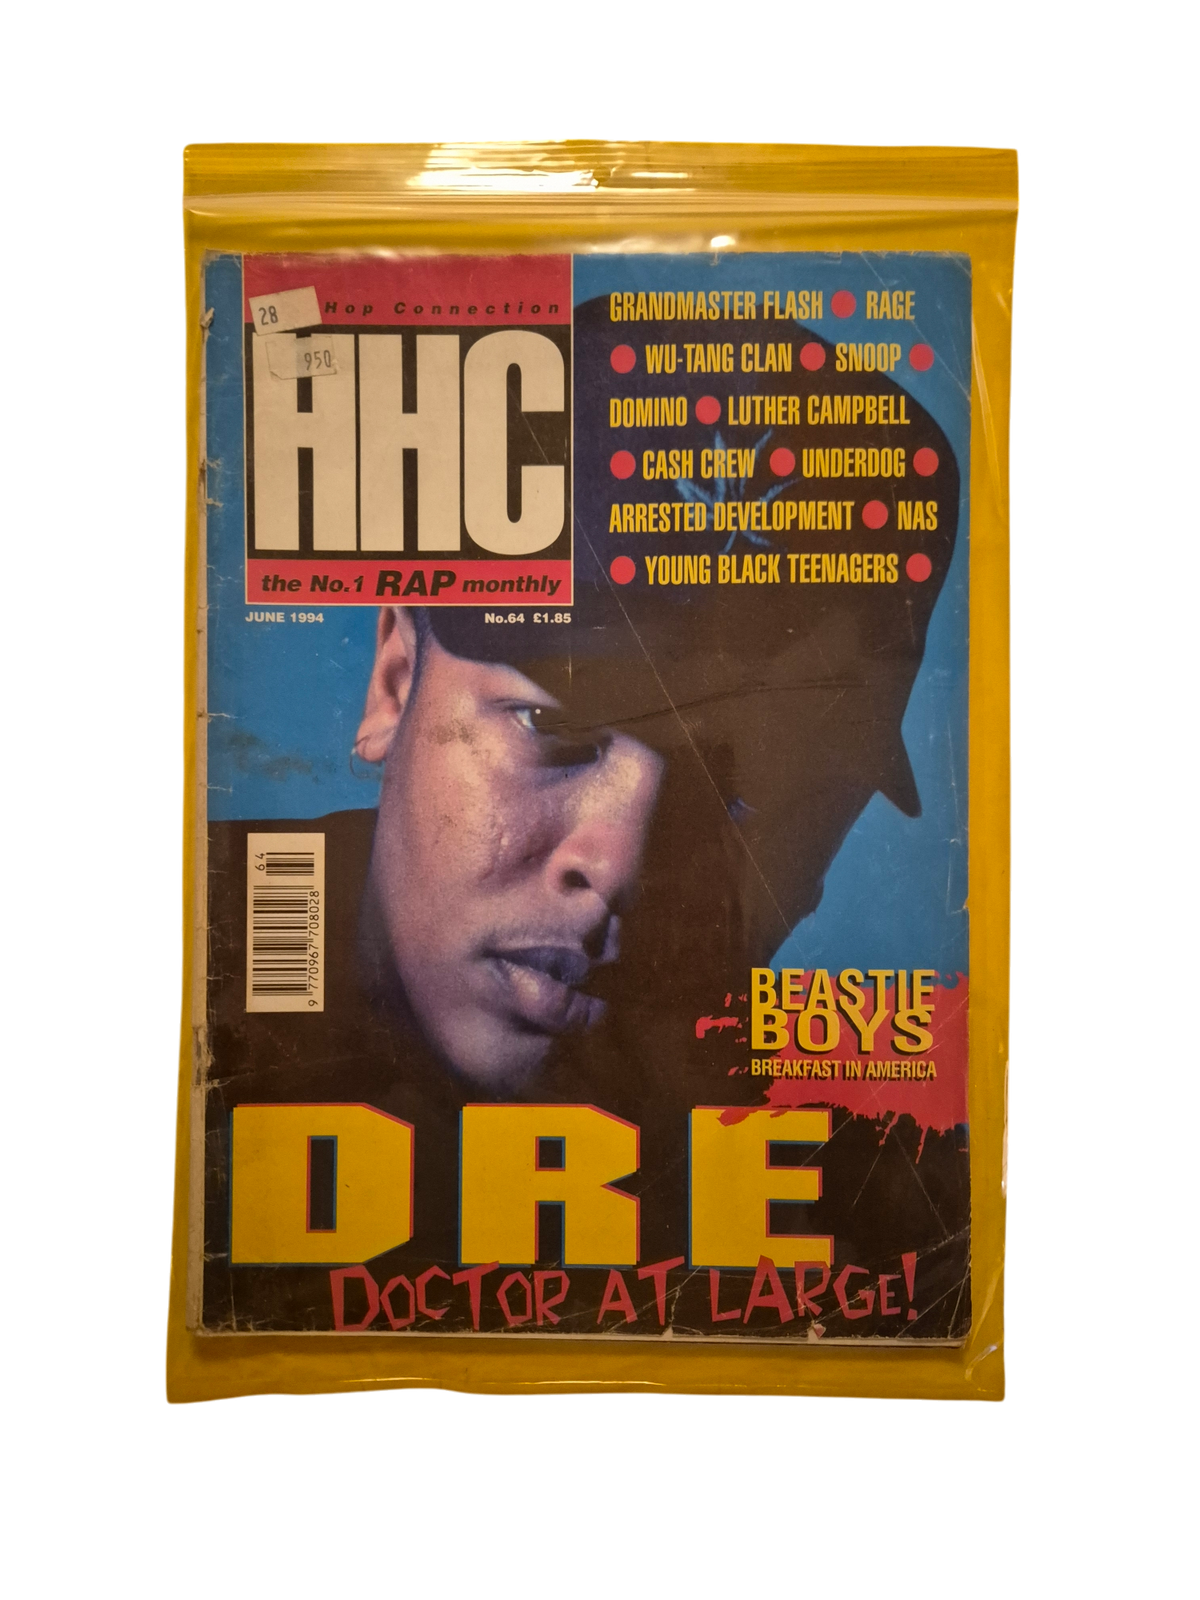 28
Hop Connection
950
HHC
the No.1 RAP monthly
JUNE 1994 No.64 £1.85
GRANDMASTER FLASH ● RAGE
● WU-TANG CLAN ● SNOOP ●
DOMINO ● LUTHER CAMPBELL
● CASH CREW ● UNDERDOG ●
ARRESTED DEVELOPMENT ● NAS
● YOUNG BLACK TEENAGERS ●
64
9 770967 708028
BEASTIE
BOYS
BREAKFAST IN AMERICA
DRE
DOCTOR AT LARGE!